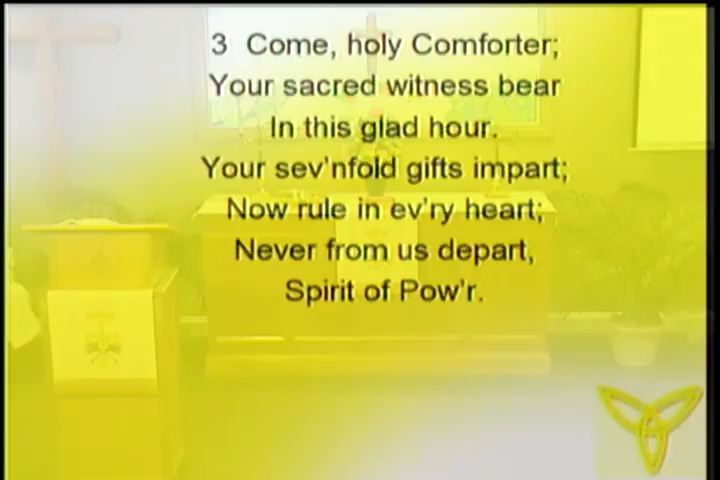 3 Come, holy Comforter;
Your sacred witness bear
In this glad hour.
Your sev'nfold gifts impart;
Now rule in ev'ry heart;
Never from us depart,
Spirit of Pow'r.